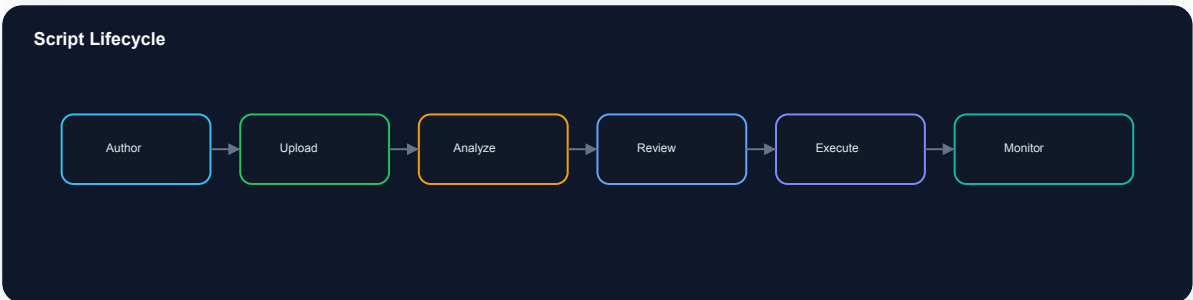 Script Lifecycle
Author
Upload
Analyze
Review
Execute
Monitor